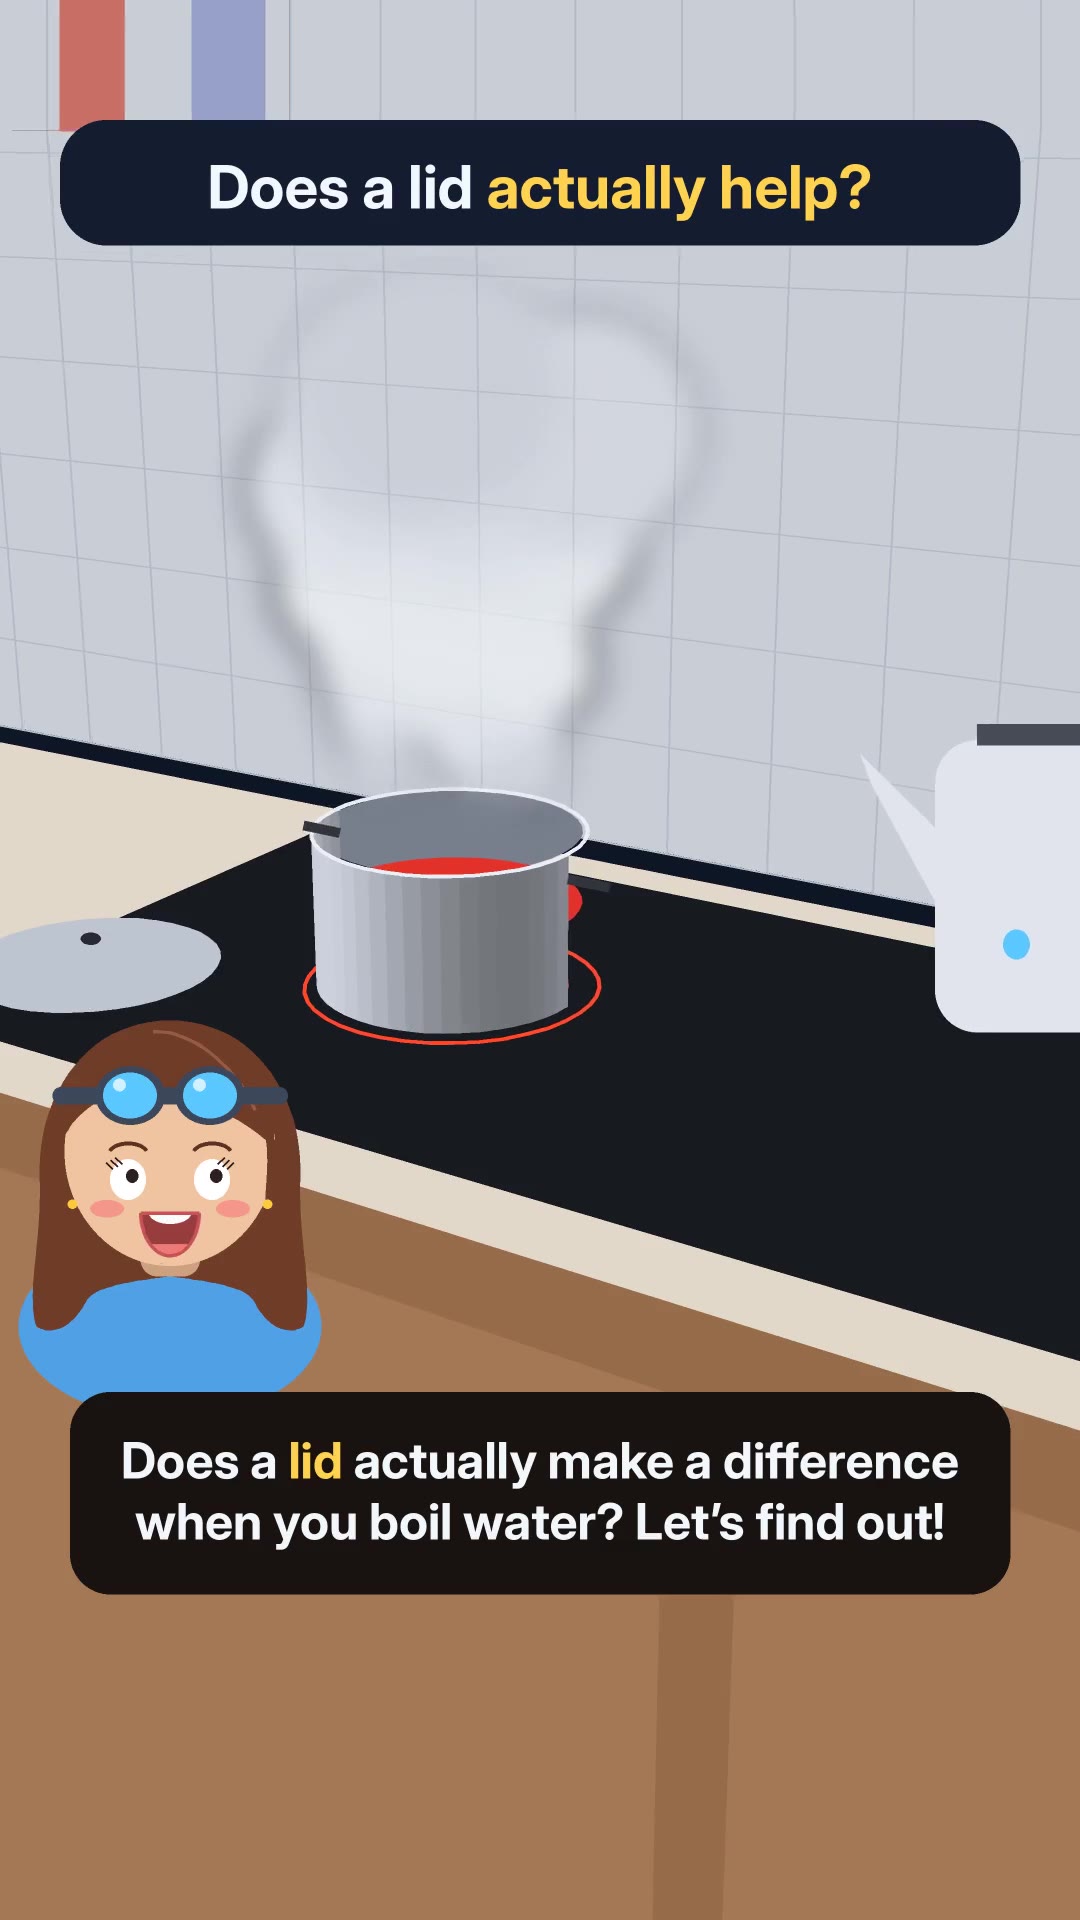 Does a lid actually help?
Does a lid actually make a difference
when you boil water? Let’s find out!